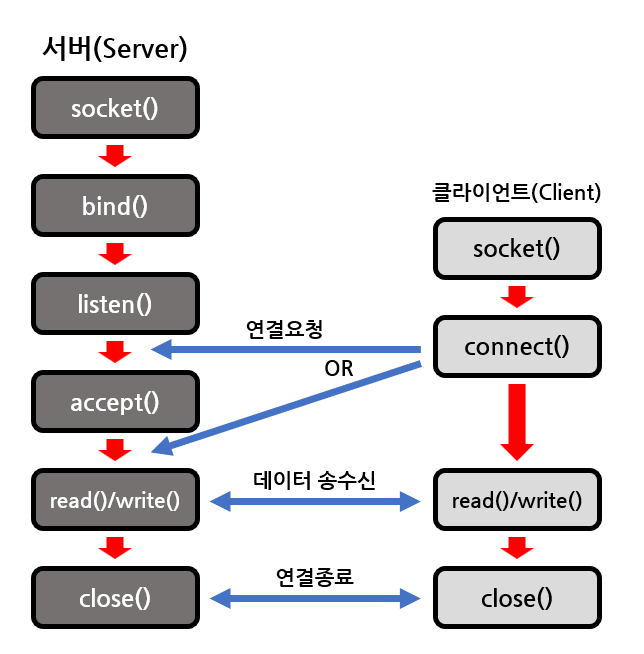 서버(Server)
socket()
bind()
listen()
accept()
read()/write()
close()
클라이언트(Client)
socket()
connect()
read()/write()
close()
연결요청
OR
데이터 송수신
연결종료